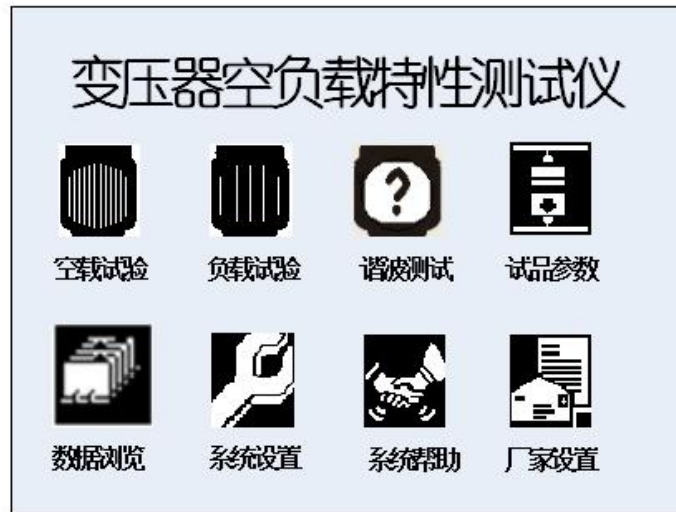 变压器空负载特性测试仪
空载试验 负载试验 谐波测试 试品参数
数据浏览 系统设置 系统帮助 厂家设置